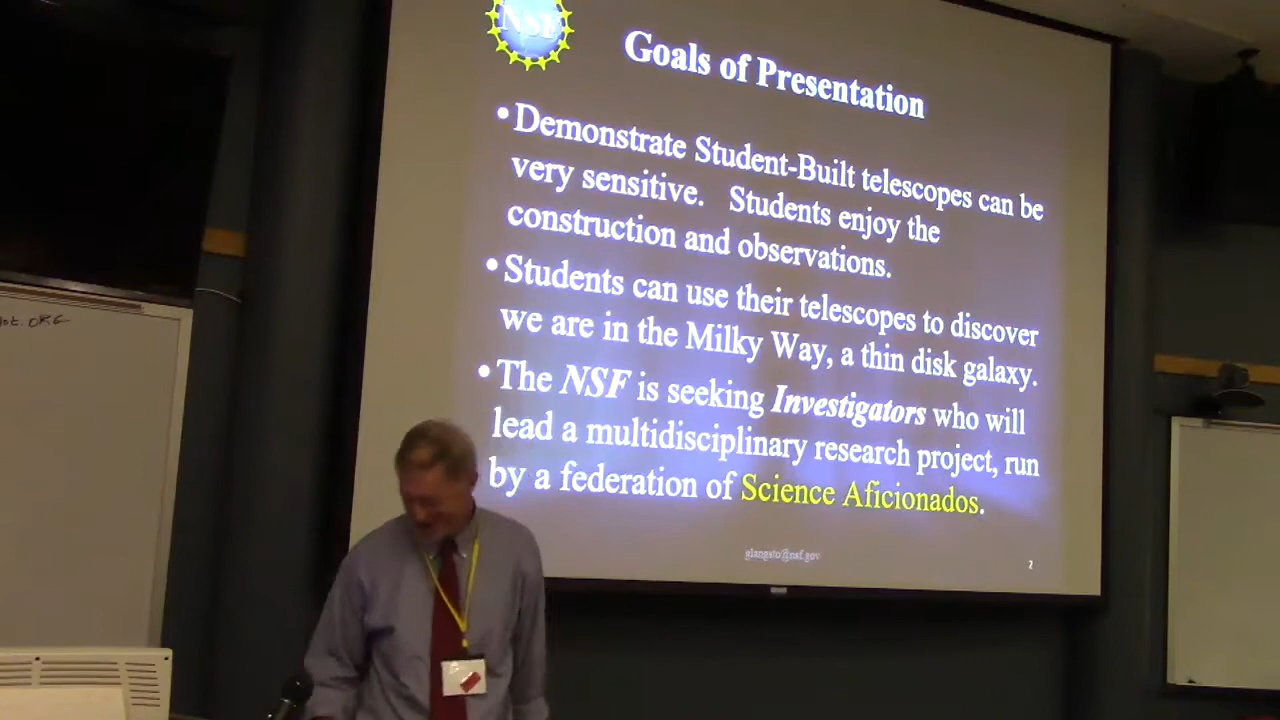 NSF
Goals of Presentation
•Demonstrate Student-Built telescopes can be
very sensitive. Students enjoy the
construction and observations.
•Students can use their telescopes to discover
we are in the Milky Way, a thin disk galaxy.
•The NSF is seeking Investigators who will
lead a multidisciplinary research project, run
by a federation of Science Aficionados.
glangsto@nsf.gov
2
.ORG